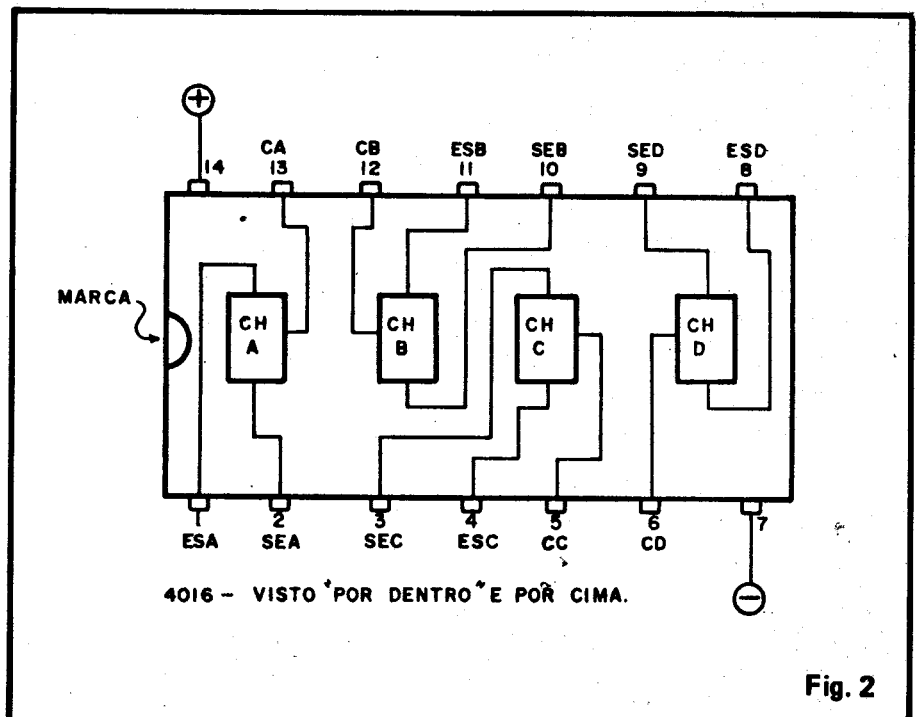 +
14
CA CB ESB SEB SED ESD
13 12 11 10 9 8
MARCA
CH A
CH B
CH C
CH D
1 2 3 4 5 6 7
ESA SEA SEC ESC CC CD
4016 - VISTO "POR DENTRO" E POR CIMA.
−
Fig. 2